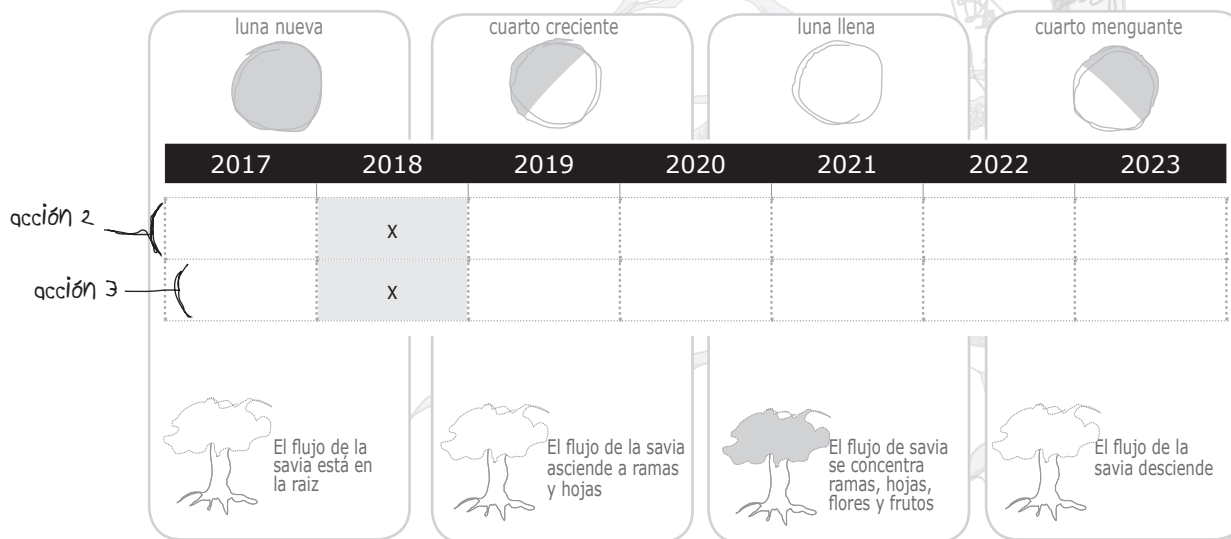 luna nueva
cuarto creciente
luna llena
cuarto menguante
2017 2018 2019 2020 2021 2022 2023
acción 2
x
acción 3
x
El flujo de la
savia está en
la raiz
El flujo de la savia
asciende a ramas
y hojas
El flujo de savia
se concentra
ramas, hojas,
flores y frutos
El flujo de la
savia desciende